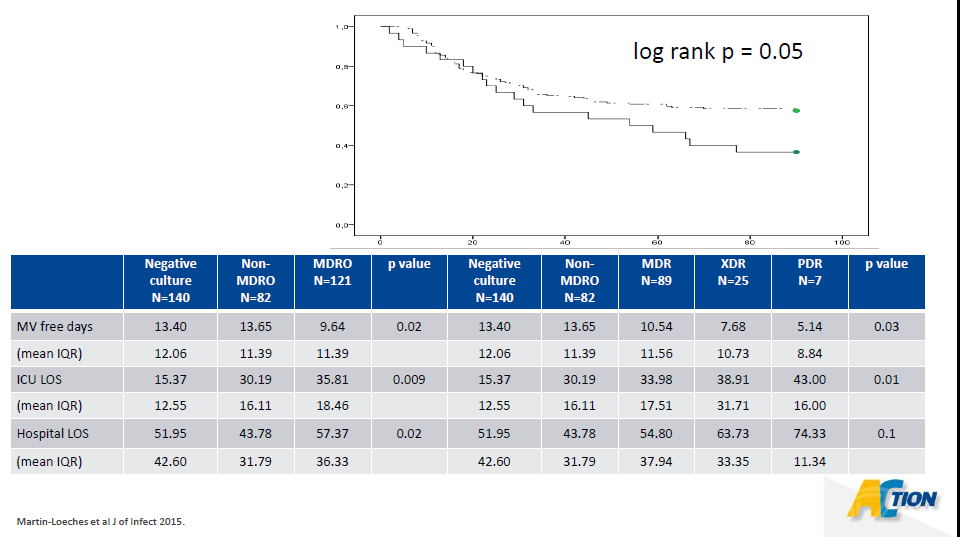 log rank p = 0.05
1,0
0,8
0,6
0,4
0,2
0,0
0 20 40 60 80 100
Negative culture N=140 Non-MDRO N=82 MDRO N=121 p value Negative culture N=140 Non-MDRO N=82 MDR N=89 XDR N=25 PDR N=7 p value
MV free days 13.40 13.65 9.64 0.02 13.40 13.65 10.54 7.68 5.14 0.03
(mean IQR) 12.06 11.39 11.39 12.06 11.39 11.56 10.73 8.84
ICU LOS 15.37 30.19 35.81 0.009 15.37 30.19 33.98 38.91 43.00 0.01
(mean IQR) 12.55 16.11 18.46 12.55 16.11 17.51 31.71 16.00
Hospital LOS 51.95 43.78 57.37 0.02 51.95 43.78 54.80 63.73 74.33 0.1
(mean IQR) 42.60 31.79 36.33 42.60 31.79 37.94 33.35 11.34
Martin-Loeches et al J of Infect 2015.
ACTION